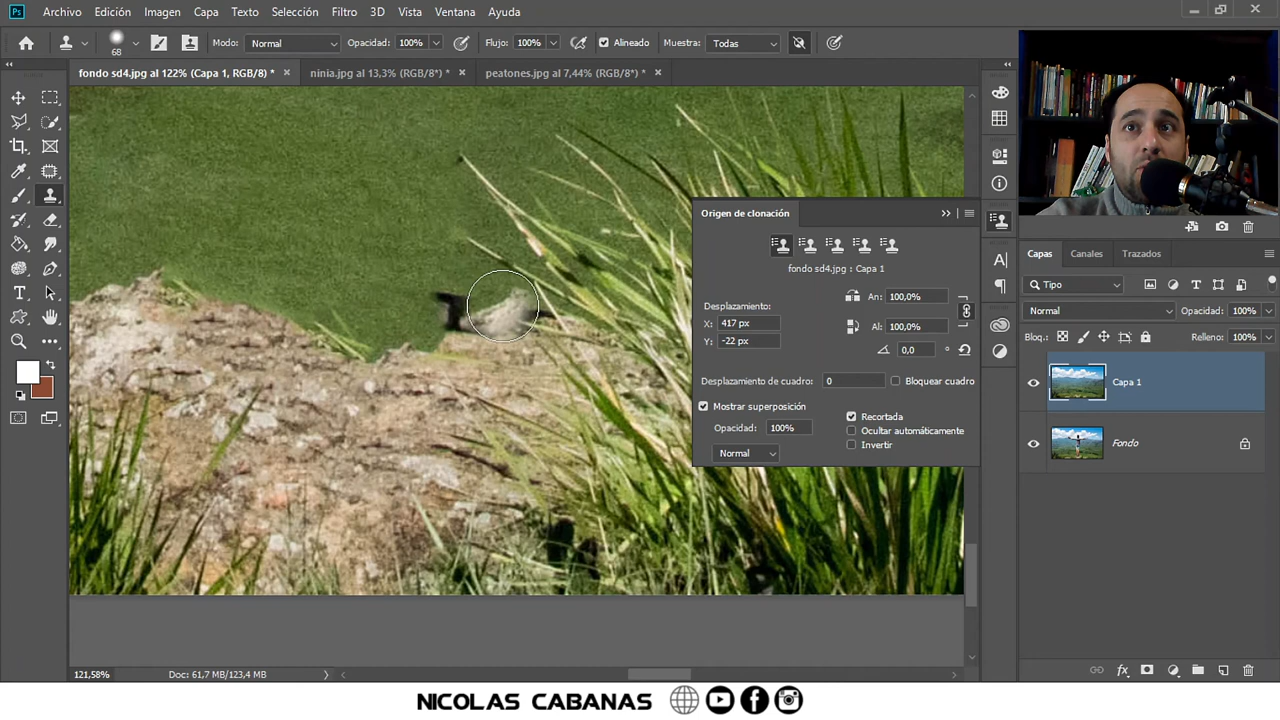 Ps Archivo Edición Imagen Capa Texto Selección Filtro 3D Vista Ventana Ayuda
68 Modo: Normal Opacidad: 100% Flujo: 100% Alineado Muestra: Todas
fondo sd4.jpg al 122% (Capa 1, RGB/8) * × ninia.jpg al 13,3% (RGB/8*) * × peatones.jpg al 7,44% (RGB/8*) * ×
Origen de clonación
fondo sd4.jpg : Capa 1
Desplazamiento:
X: 417 px
Y: -22 px
An: 100,0%
Al: 100,0%
0,0 °
Desplazamiento de cuadro: 0 Bloquear cuadro
Mostrar superposición
Opacidad: 100%
Normal
Recortada
Ocultar automáticamente
Invertir
Capas Canales Trazados
Tipo
Normal Opacidad: 100%
Bloq.: Relleno: 100%
Capa 1
Fondo
121,58% Doc: 61,7 MB/123,4 MB
NICOLAS CABANAS